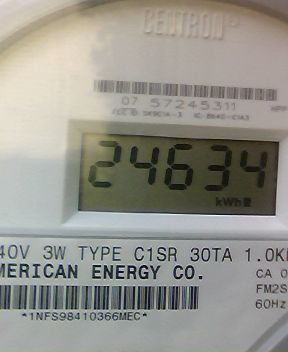 CENTRON
07 57245311
24634
kWh
40V 3W TYPE C1SR 30TA 1.0K
MERICAN ENERGY CO.
CA 0
FM2S
60Hz
*1NFS98410366MEC*